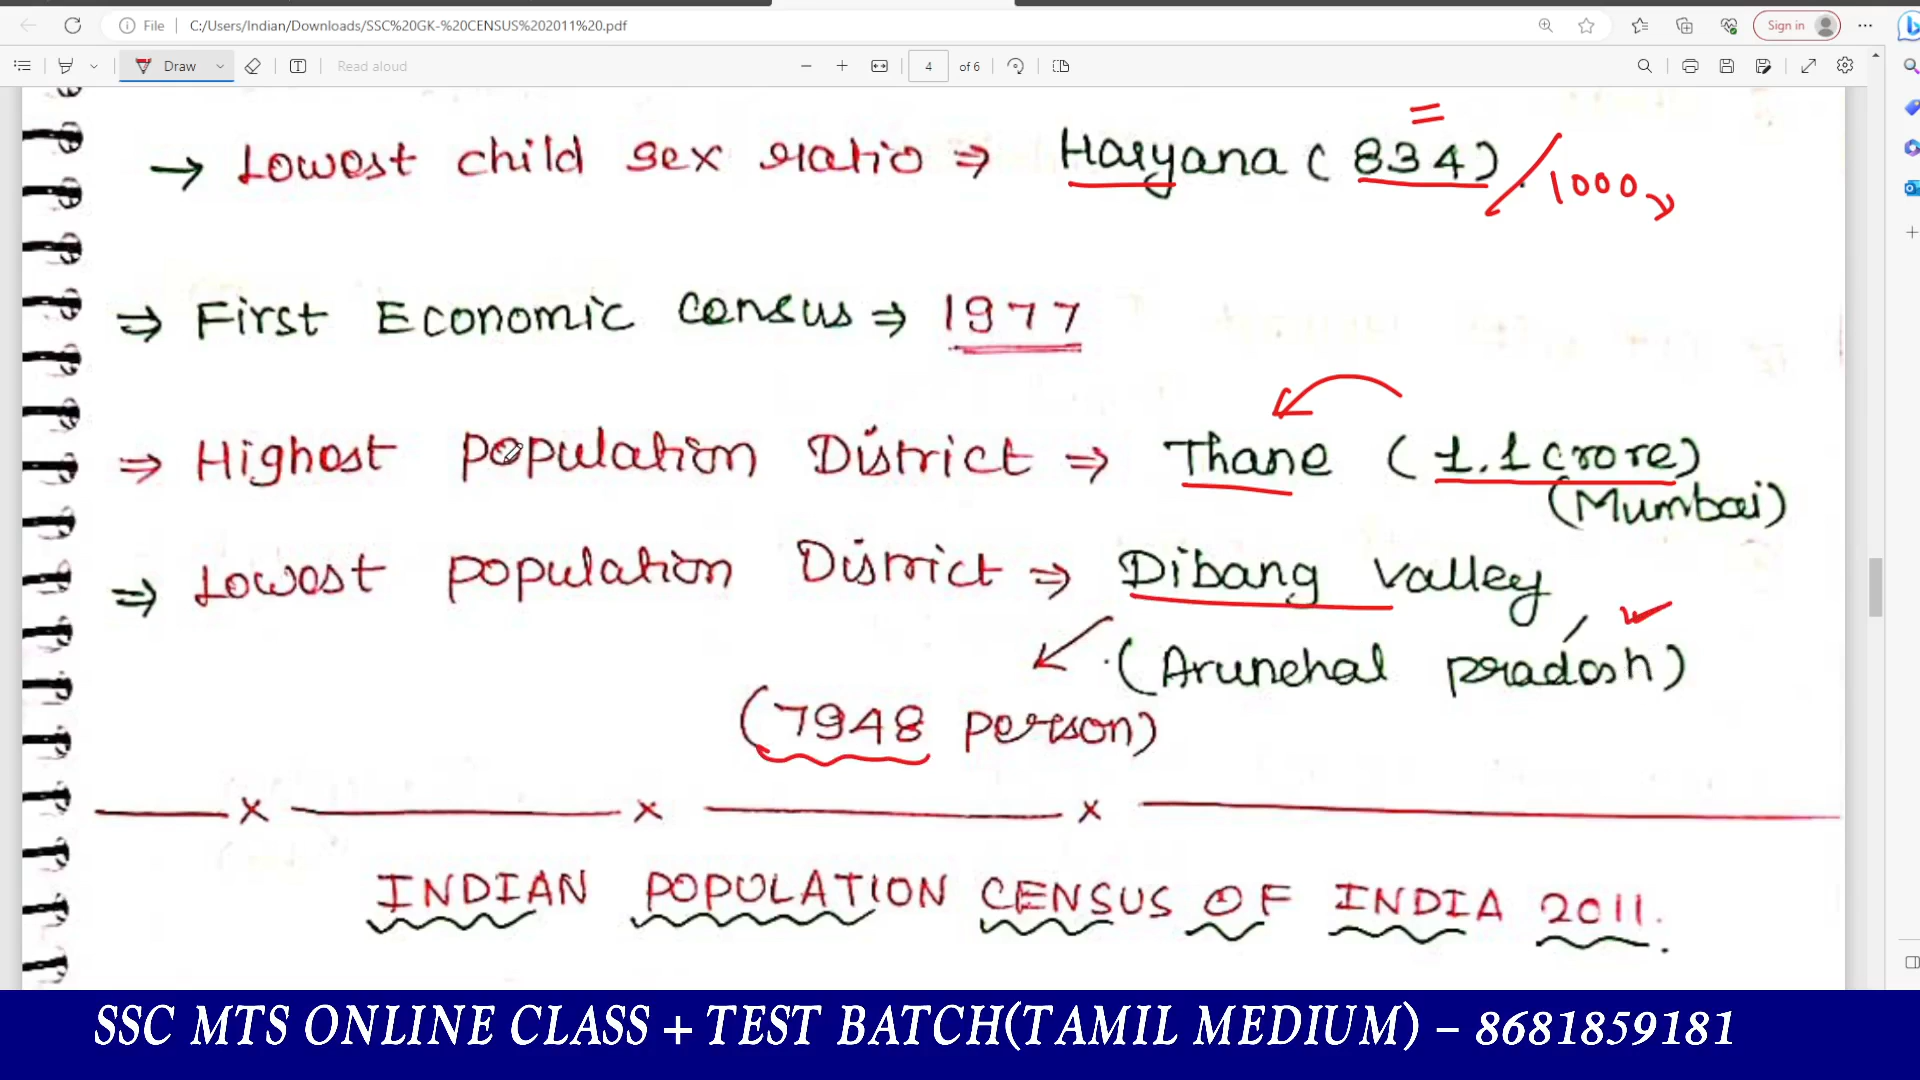 File | C:/Users/Indian/Downloads/SSC%20GK-%20CENSUS%202011%20.pdf Sign in
Draw Read aloud 4 of 6
→ Lowest child sex ratio ⇒ Haryana (834) / 1000
⇒ First Economic census ⇒ 1977
⇒ Highest population District ⇒ Thane (1.1 crore)
(Mumbai)
⇒ Lowest population District ⇒ Dibang valley
(Arunchal pradesh)
(7948 person)
x x x
INDIAN POPULATION CENSUS OF INDIA 2011.
SSC MTS ONLINE CLASS + TEST BATCH(TAMIL MEDIUM) – 8681859181